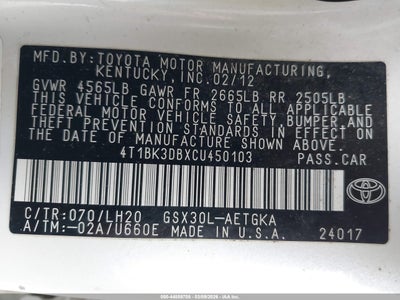 MFD.BY:TOYOTA MOTOR MANUFACTURING,
KENTUCKY,INC.02/12
GVWR 4565LB GAWR FR 2665LB RR 2505LB
THIS VEHICLE CONFORMS TO ALL APPLICABLE
FEDERAL MOTOR VEHICLE SAFETY, BUMPER, AND
THEFT PREVENTION STANDARDS IN EFFECT ON
THE DATE OF MANUFACTURE SHOWN ABOVE.
4T1BK3DBXCU450103 PASS.CAR
TOYOTA
C/TR:070/LH20 GSX30L-AETGKA
A/TM:-02A/U660E MADE IN U.S.A. 24017